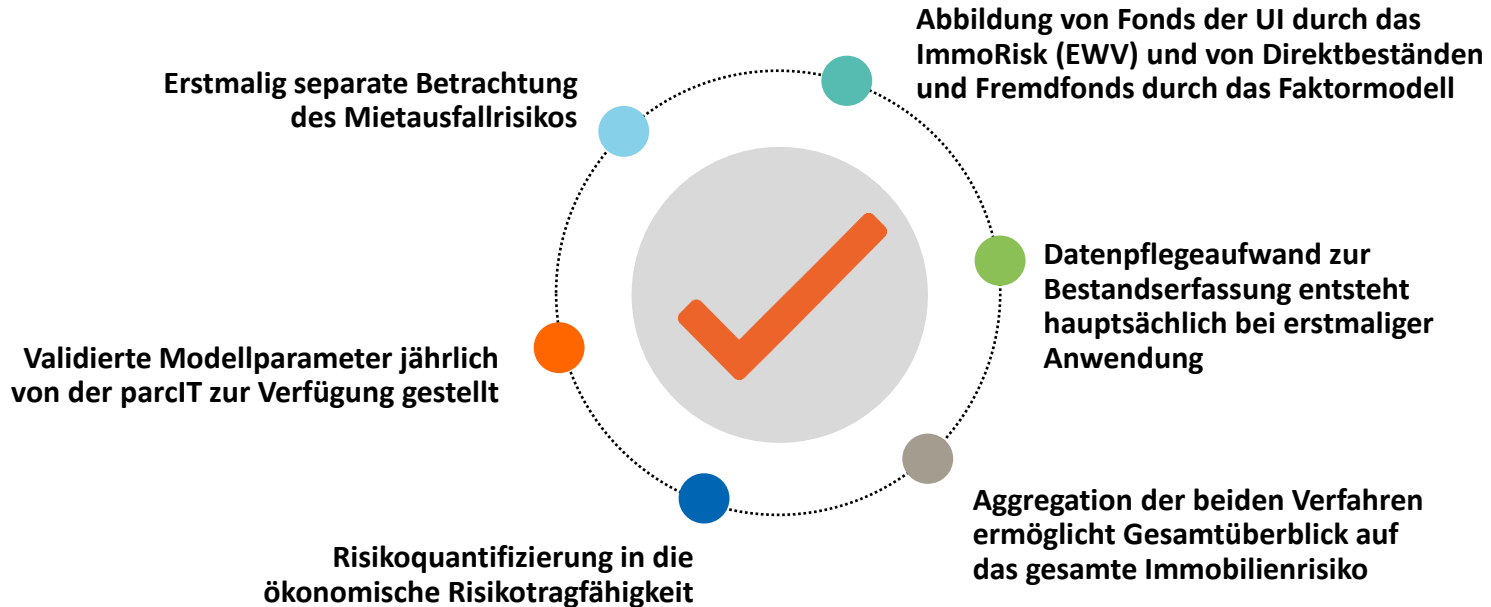 Abbildung von Fonds der UI durch das
ImmoRisk (EWV) und von Direktbeständen
und Fremdfonds durch das Faktormodell
Erstmalig separate Betrachtung
des Mietausfallrisikos
Datenpflegeaufwand zur
Bestandserfassung entsteht
hauptsächlich bei erstmaliger
Anwendung
Validierte Modellparameter jährlich
von der parcIT zur Verfügung gestellt
Aggregation der beiden Verfahren
ermöglicht Gesamtüberblick auf
das gesamte Immobilienrisiko
Risikoquantifizierung in die
ökonomische Risikotragfähigkeit